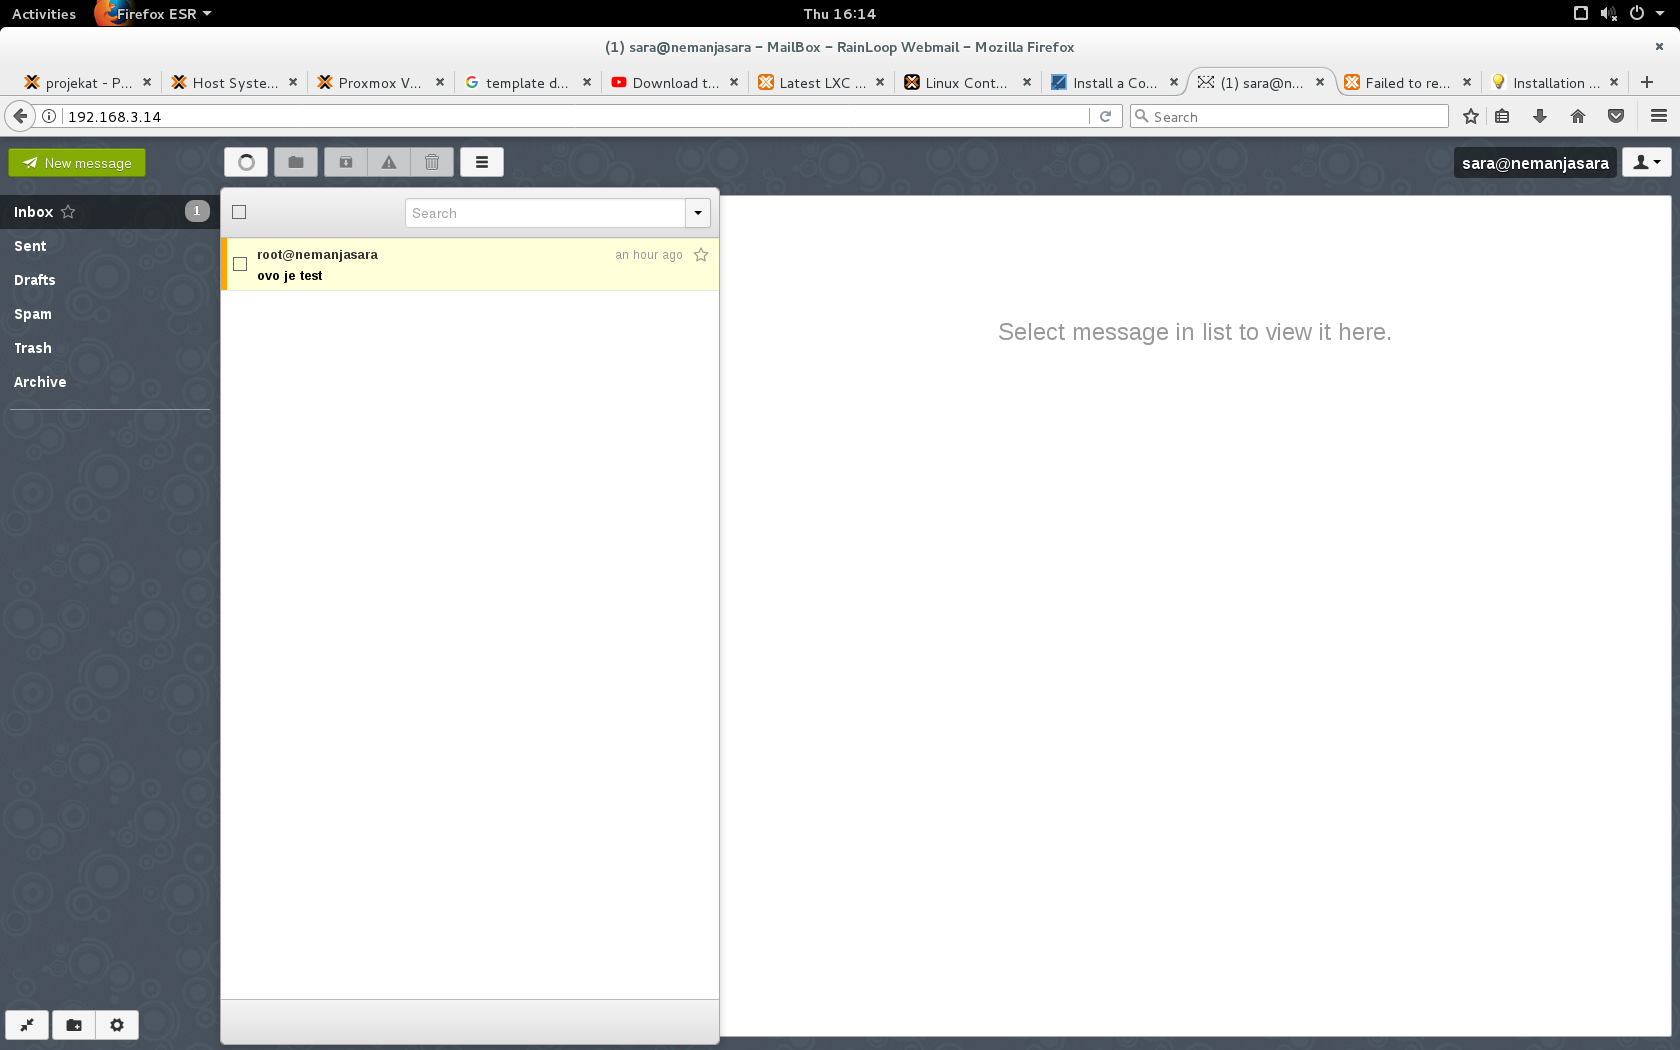 Activities Firefox ESR Thu 16:14
(1) sara@nemanjasara – MailBox – RainLoop Webmail – Mozilla Firefox
projekat - P... Host Syste... Proxmox V... template d... Download t... Latest LXC ... Linux Cont... Install a Co... (1) sara@n... Failed to re... Installation ...
192.168.3.14 Search
New message sara@nemanjasara
Inbox 1
Search
Sent
root@nemanjasara an hour ago
ovo je test
Drafts
Spam
Select message in list to view it here.
Trash
Archive